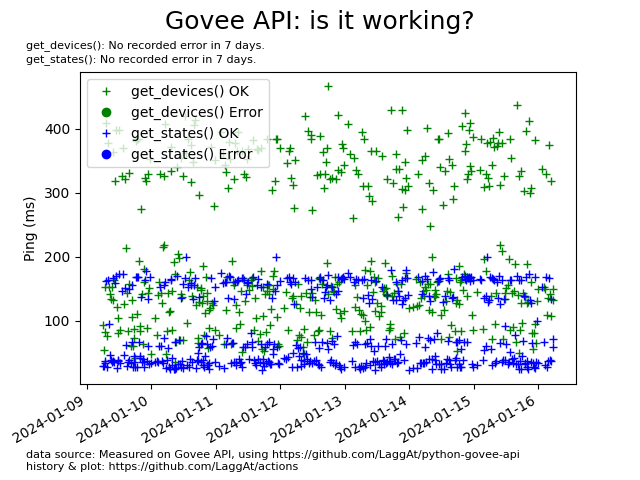 Govee API: is it working?
get_devices(): No recorded error in 7 days.
get_states(): No recorded error in 7 days.
get_devices() OK
get_devices() Error
get_states() OK
get_states() Error
Ping (ms)
400
300
200
100
2024-01-09
2024-01-10
2024-01-11
2024-01-12
2024-01-13
2024-01-14
2024-01-15
2024-01-16
data source: Measured on Govee API, using https://github.com/LaggAt/python-govee-api
history & plot: https://github.com/LaggAt/actions